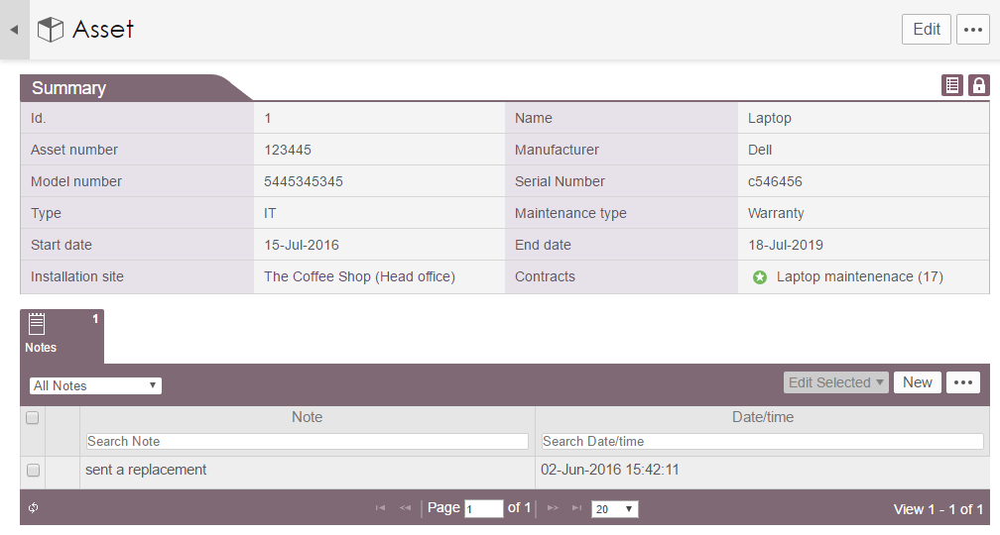 Asset
Edit
Summary
Id. 1 Name Laptop
Asset number 123445 Manufacturer Dell
Model number 5445345345 Serial Number c546456
Type IT Maintenance type Warranty
Start date 15-Jul-2016 End date 18-Jul-2019
Installation site The Coffee Shop (Head office) Contracts Laptop maintenenace (17)
1
Notes
All Notes Edit Selected New
Note Date/time
Search Note Search Date/time
sent a replacement 02-Jun-2016 15:42:11
Page 1 of 1 20 View 1 - 1 of 1